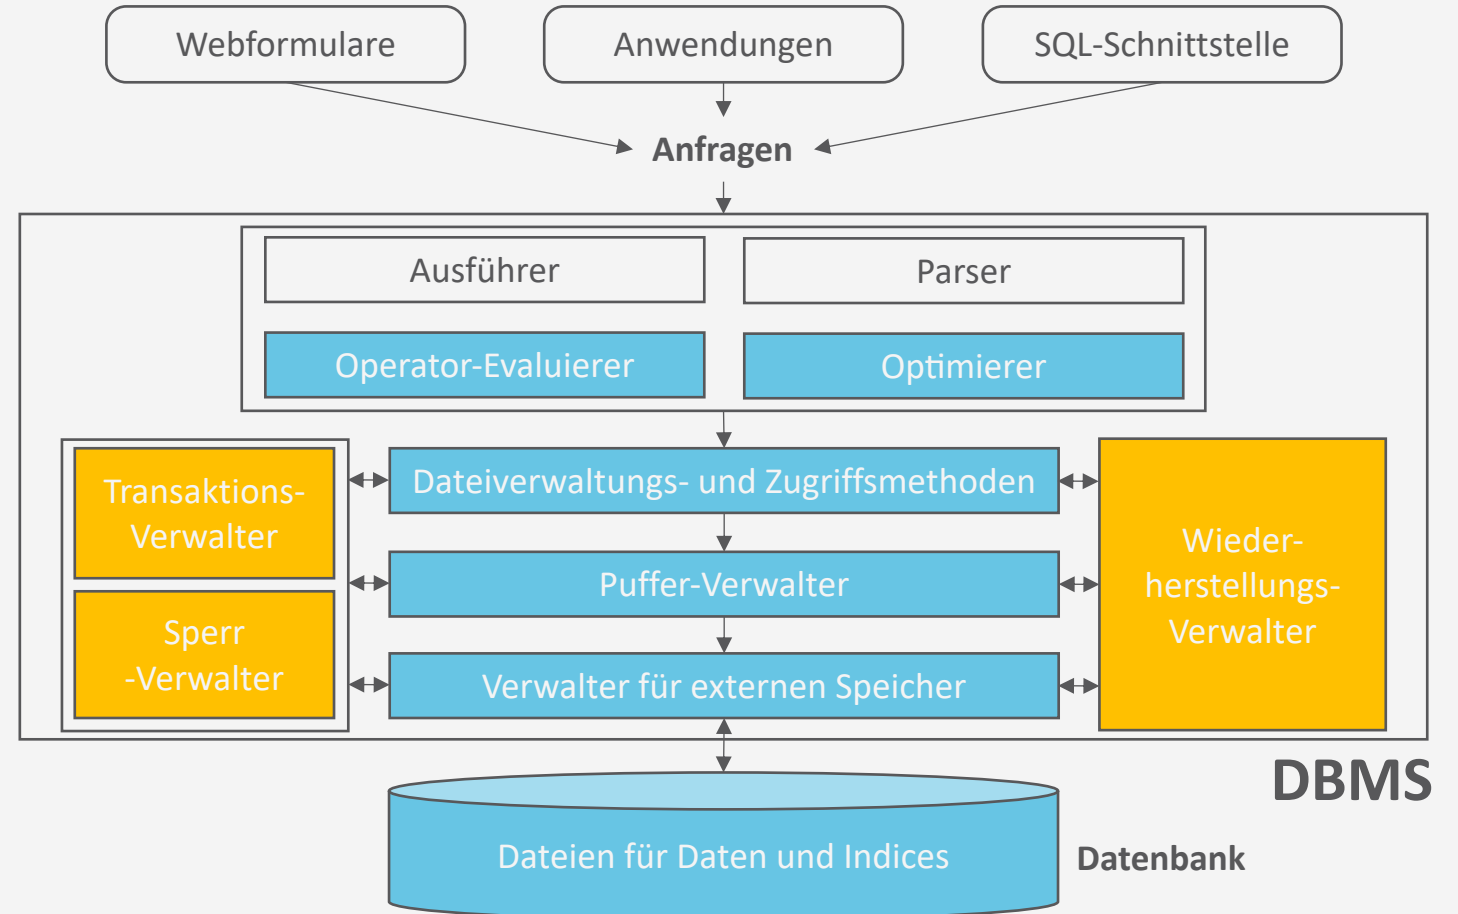 Webformulare
Anwendungen
SQL-Schnittstelle
Anfragen
Ausführer
Parser
Operator-Evaluierer
Optimierer
Transaktions-
Verwalter
Sperr
-Verwalter
Dateiverwaltungs- und Zugriffsmethoden
Puffer-Verwalter
Verwalter für externen Speicher
Wieder-
herstellungs-
Verwalter
DBMS
Dateien für Daten und Indices
Datenbank